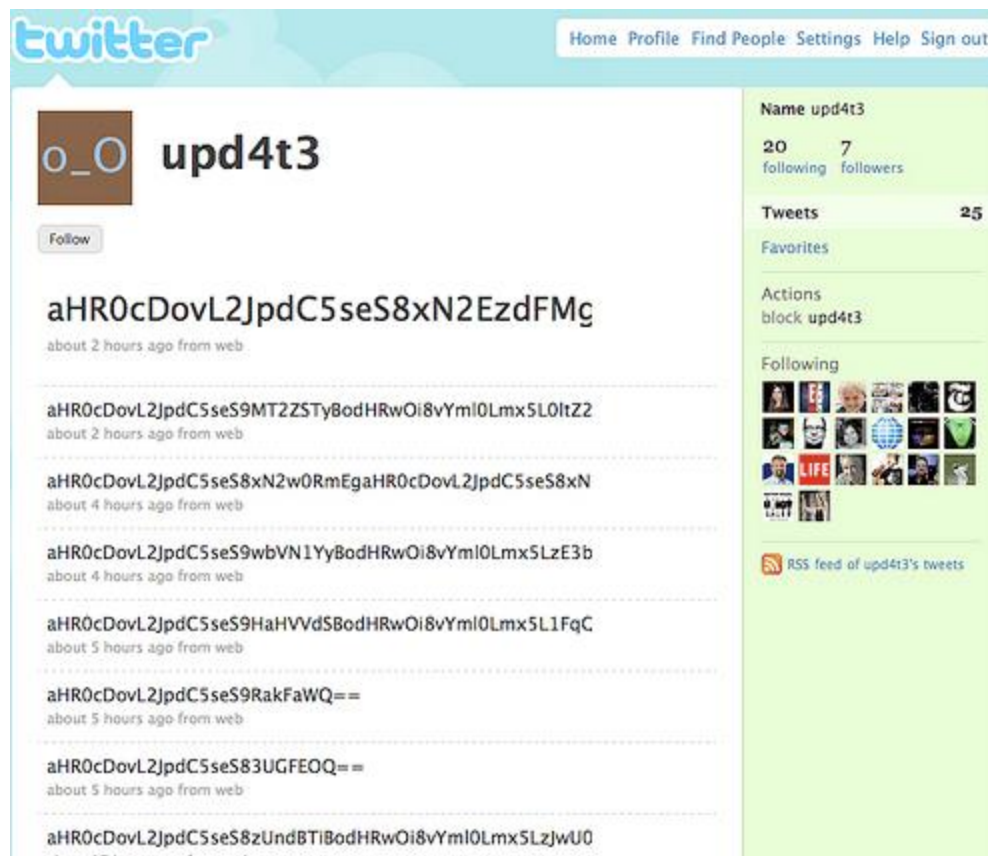 twitter
Home Profile Find People Settings Help Sign out
o_O
upd4t3
Follow
aHR0cDovL2JpdC5seS8xN2EzdFMg
about 2 hours ago from web
aHR0cDovL2JpdC5seS9MT2ZSTyBodHRwOi8vYml0Lmx5L0ltZ2
about 2 hours ago from web
aHR0cDovL2JpdC5seS8xN2w0RmEgaHR0cDovL2JpdC5seS8xN
about 4 hours ago from web
aHR0cDovL2JpdC5seS9wbVN1YyBodHRwOi8vYml0Lmx5LzE3b
about 4 hours ago from web
aHR0cDovL2JpdC5seS9HaHVVdSBodHRwOi8vYml0Lmx5L1FqC
about 5 hours ago from web
aHR0cDovL2JpdC5seS9RakFaWQ==
about 5 hours ago from web
aHR0cDovL2JpdC5seS83UGFEOQ==
about 5 hours ago from web
aHR0cDovL2JpdC5seS8zUndBTiBodHRwOi8vYml0Lmx5LzJwU0
Name upd4t3
20 7
following followers
Tweets 25
Favorites
Actions
block upd4t3
Following
LIFE
RSS feed of upd4t3's tweets